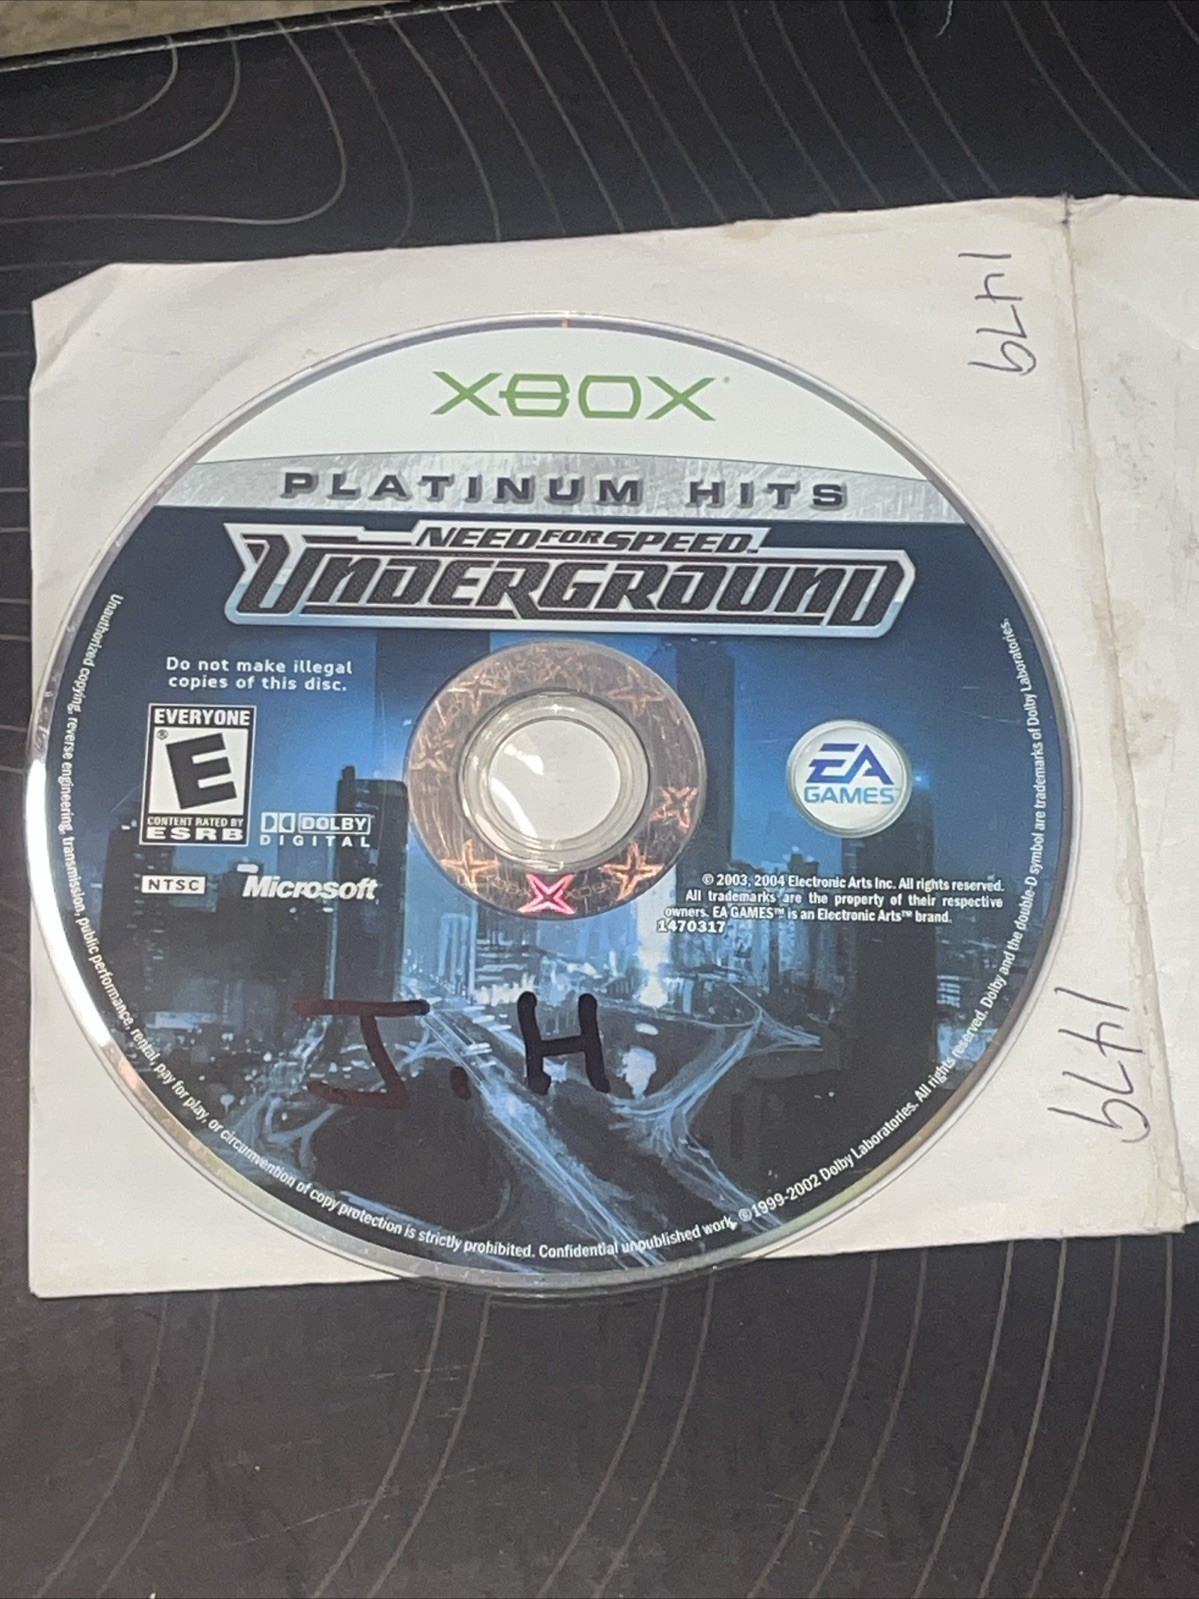 1479
XBOX
PLATINUM HITS
NEED FOR SPEED.
UNDERGROUND
Do not make illegal
copies of this disc.
EVERYONE
E
®
CONTENT RATED BY
ESRB
DOLBY
DIGITAL
NTSC
Microsoft
EA
GAMES
© 2003, 2004 Electronic Arts Inc. All rights reserved.
All trademarks are the property of their respective
owners. EA GAMES™ is an Electronic Arts™ brand.
1470317
J.H
Unauthorized copying, reverse engineering, transmission, public performance, rental, pay for play, or circumvention of copy protection is strictly prohibited. Confidential unpublished work, ©1999-2002 Dolby Laboratories. All rights reserved. Dolby and the double-D symbol are trademarks of Dolby Laboratories.
1479